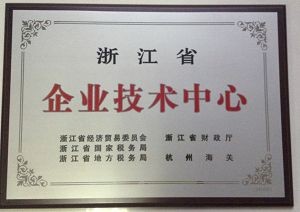 浙江省
企业技术中心
浙江省经济贸易委员会 浙江省财政厅
浙江省国家税务局
浙江省地方税务局 杭州海关